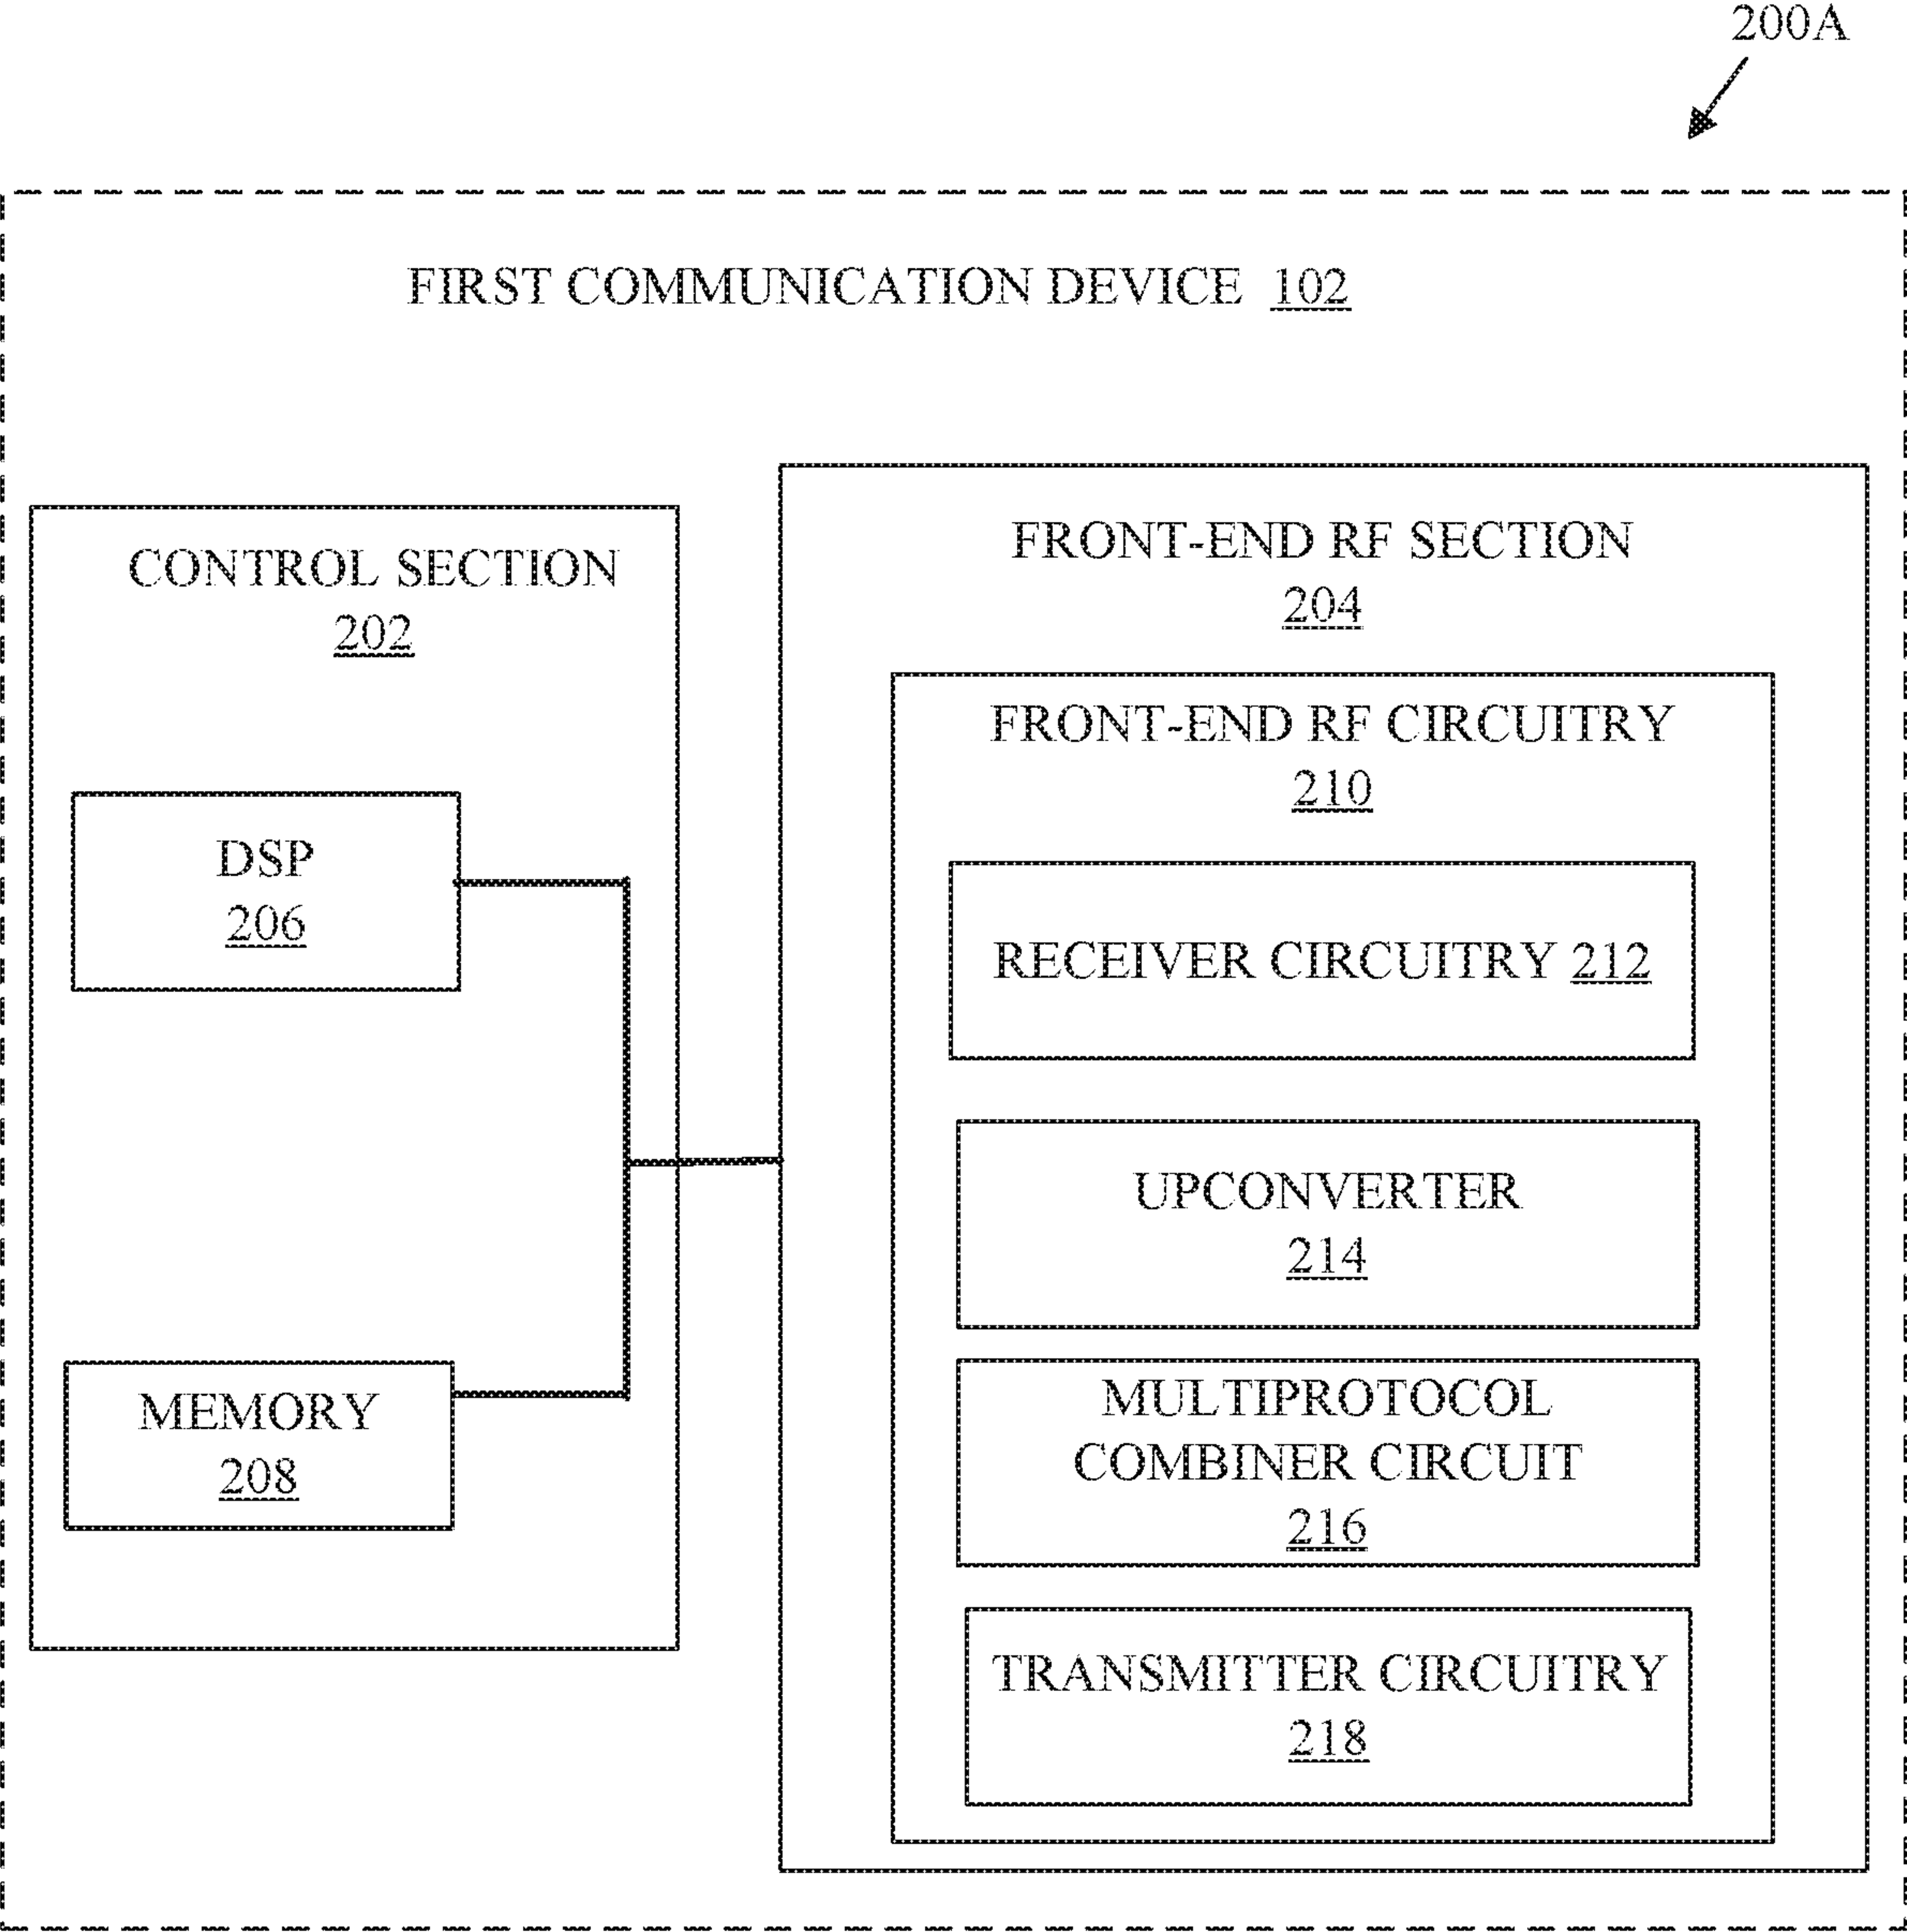 200A
FIRST COMMUNICATION DEVICE 102
CONTROL SECTION
202
DSP
206
MEMORY
208
FRONT-END RF SECTION
204
FRONT-END RF CIRCUITRY
210
RECEIVER CIRCUITRY 212
UPCONVERTER
214
MULTIPROTOCOL
COMBINER CIRCUIT
216
TRANSMITTER CIRCUITRY
218